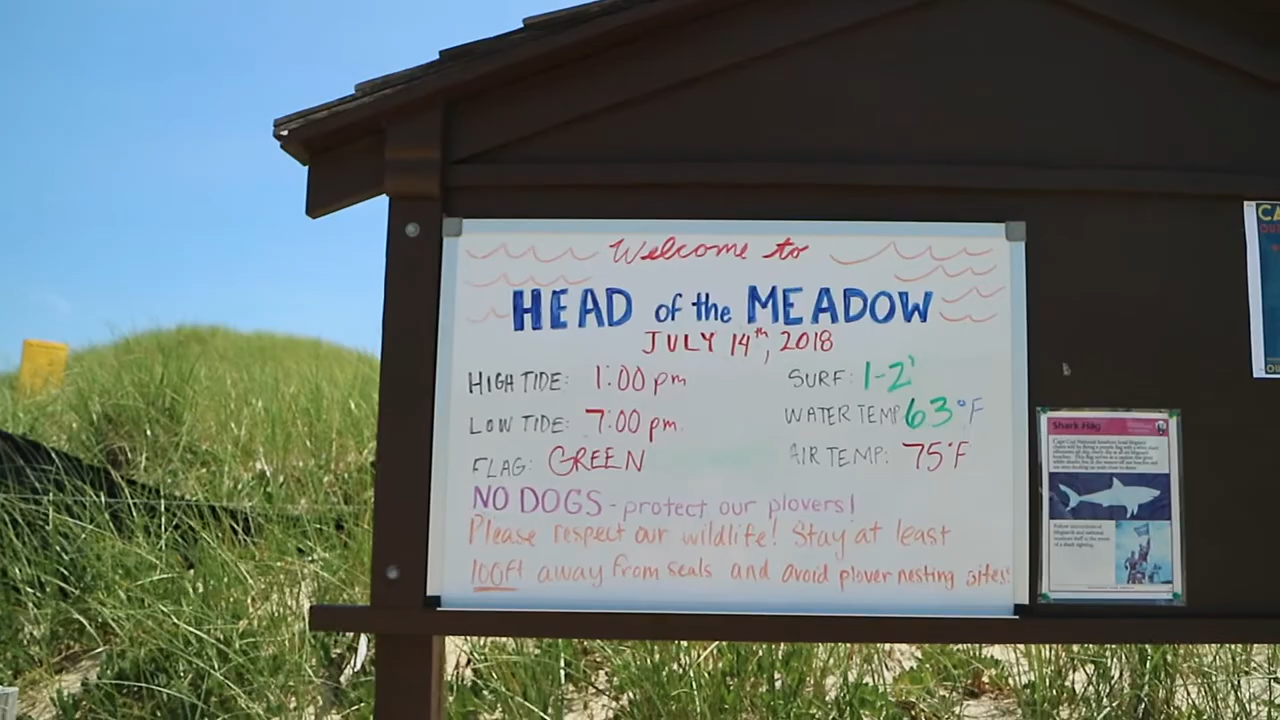 Welcome to
HEAD of the MEADOW
JULY 14th, 2018
HIGH TIDE: 1:00 pm
SURF: 1-2'
LOW TIDE: 7:00 pm
WATER TEMP 63°F
FLAG: GREEN
AIR TEMP: 75°F
NO DOGS - protect our plovers!
Please respect our wildlife! Stay at least
100ft away from seals and avoid plover nesting sites!
Shark Flag
CA